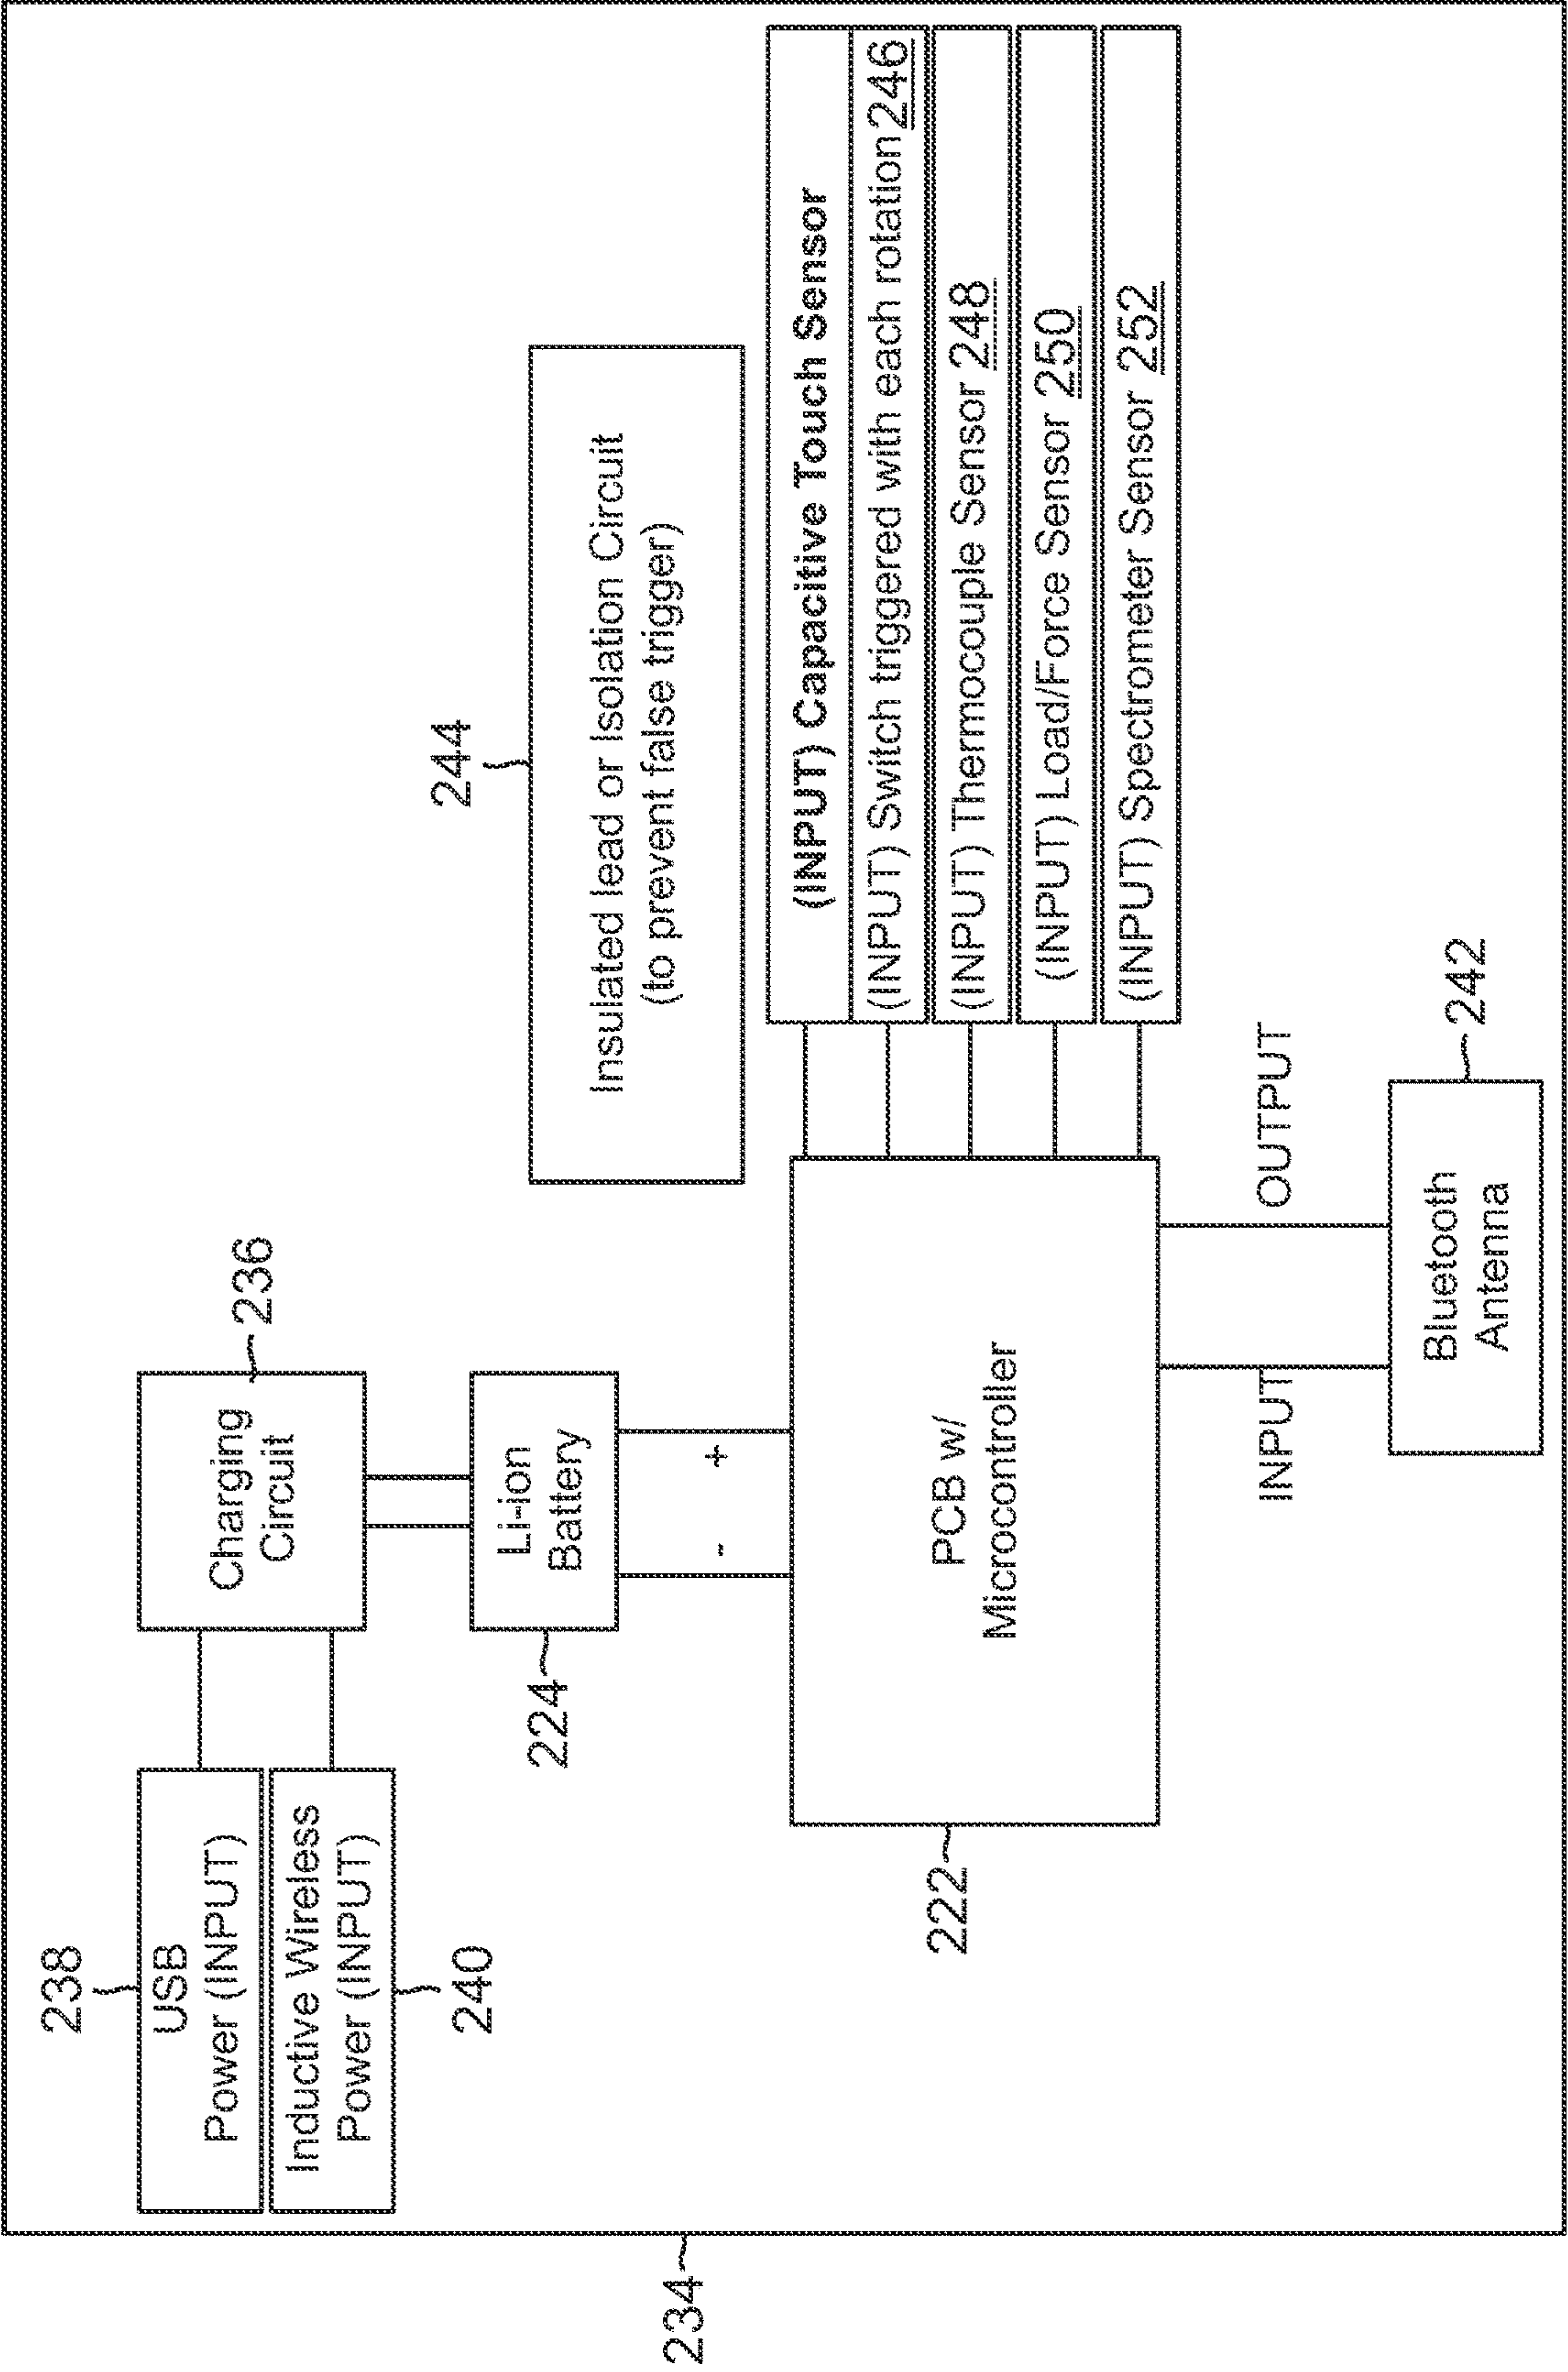 238
USB
Power (INPUT)
Inductive Wireless
Power (INPUT)
240
Charging
Circuit
236
Li-ion
Battery
224
- +
244
Insulated lead or Isolation Circuit
(to prevent false trigger)
(INPUT) Capacitive Touch Sensor
(INPUT) Switch triggered with each rotation 246
(INPUT) Thermocouple Sensor 248
(INPUT) Load/Force Sensor 250
(INPUT) Spectrometer Sensor 252
PCB w/
Microcontroller
222
INPUT
OUTPUT
Bluetooth
Antenna
242
234